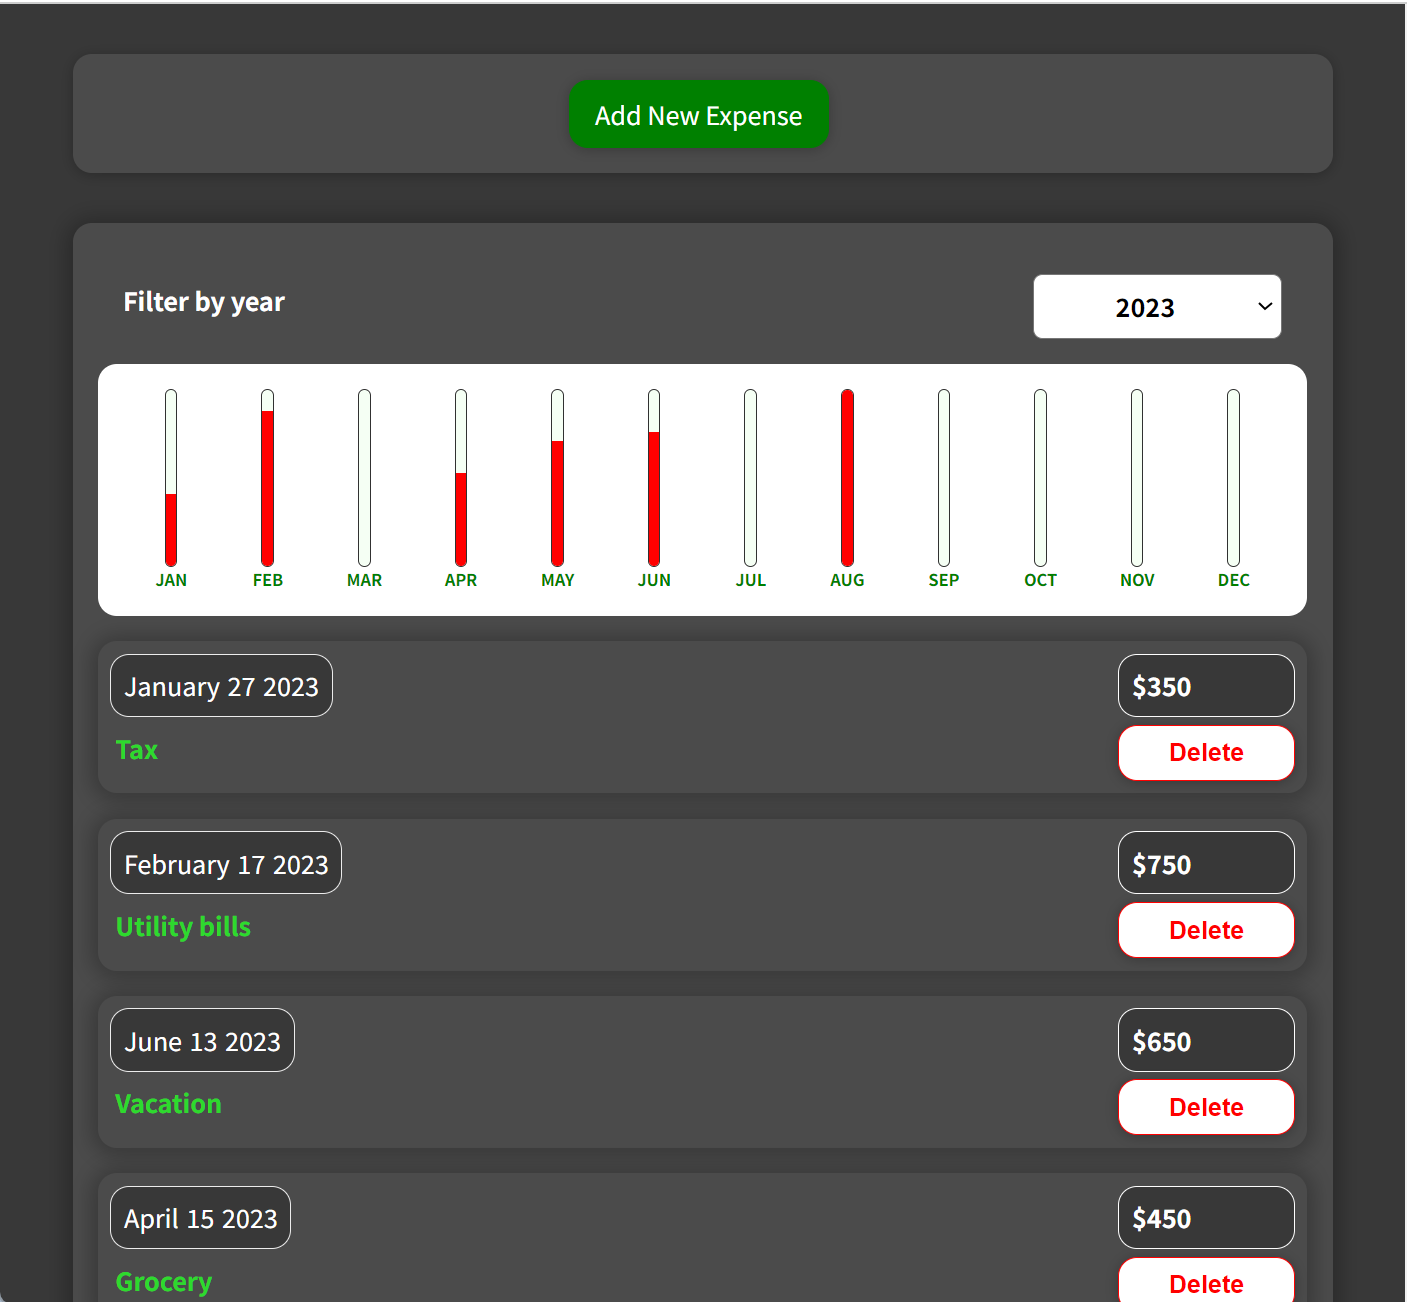 Add New Expense
Filter by year
2023
JAN FEB MAR APR MAY JUN JUL AUG SEP OCT NOV DEC
January 27 2023
$350
Tax
Delete
February 17 2023
$750
Utility bills
Delete
June 13 2023
$650
Vacation
Delete
April 15 2023
$450
Grocery
Delete